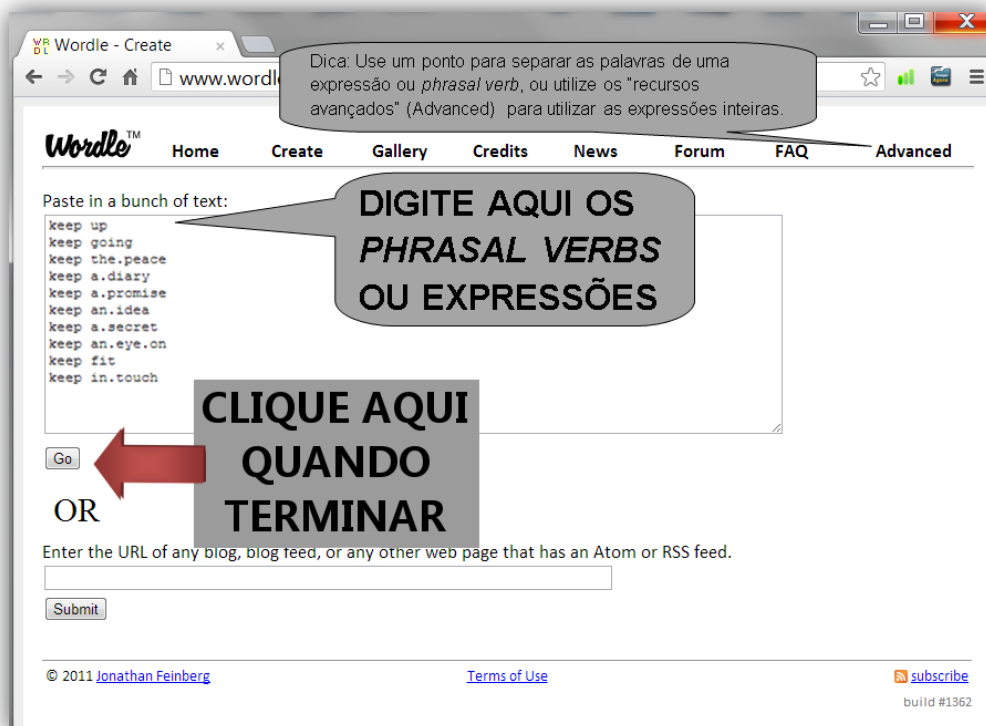 Wordle - Create
www.wordl
Dica: Use um ponto para separar as palavras de uma
expressão ou phrasal verb, ou utilize os "recursos
avançados" (Advanced) para utilizar as expressões inteiras.
Wordle™ Home Create Gallery Credits News Forum FAQ Advanced
Paste in a bunch of text:
keep up
keep going
keep the.peace
keep a.diary
keep a.promise
keep an.idea
keep a.secret
keep an.eye.on
keep fit
keep in.touch
DIGITE AQUI OS
PHRASAL VERBS
OU EXPRESSÕES
Go
CLIQUE AQUI
QUANDO
TERMINAR
OR
Enter the URL of any blog, blog feed, or any other web page that has an Atom or RSS feed.
Submit
© 2011 Jonathan Feinberg Terms of Use subscribe
build #1362